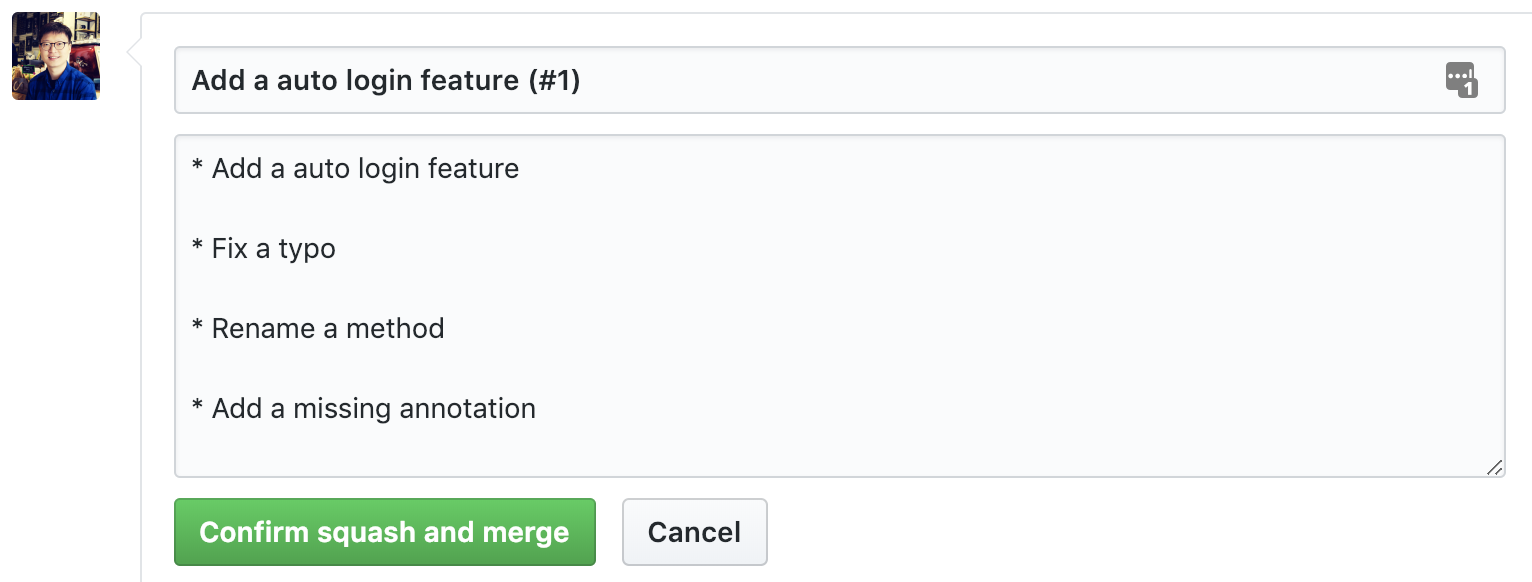 Add a auto login feature (#1)
1
* Add a auto login feature
* Fix a typo
* Rename a method
* Add a missing annotation
Confirm squash and merge
Cancel